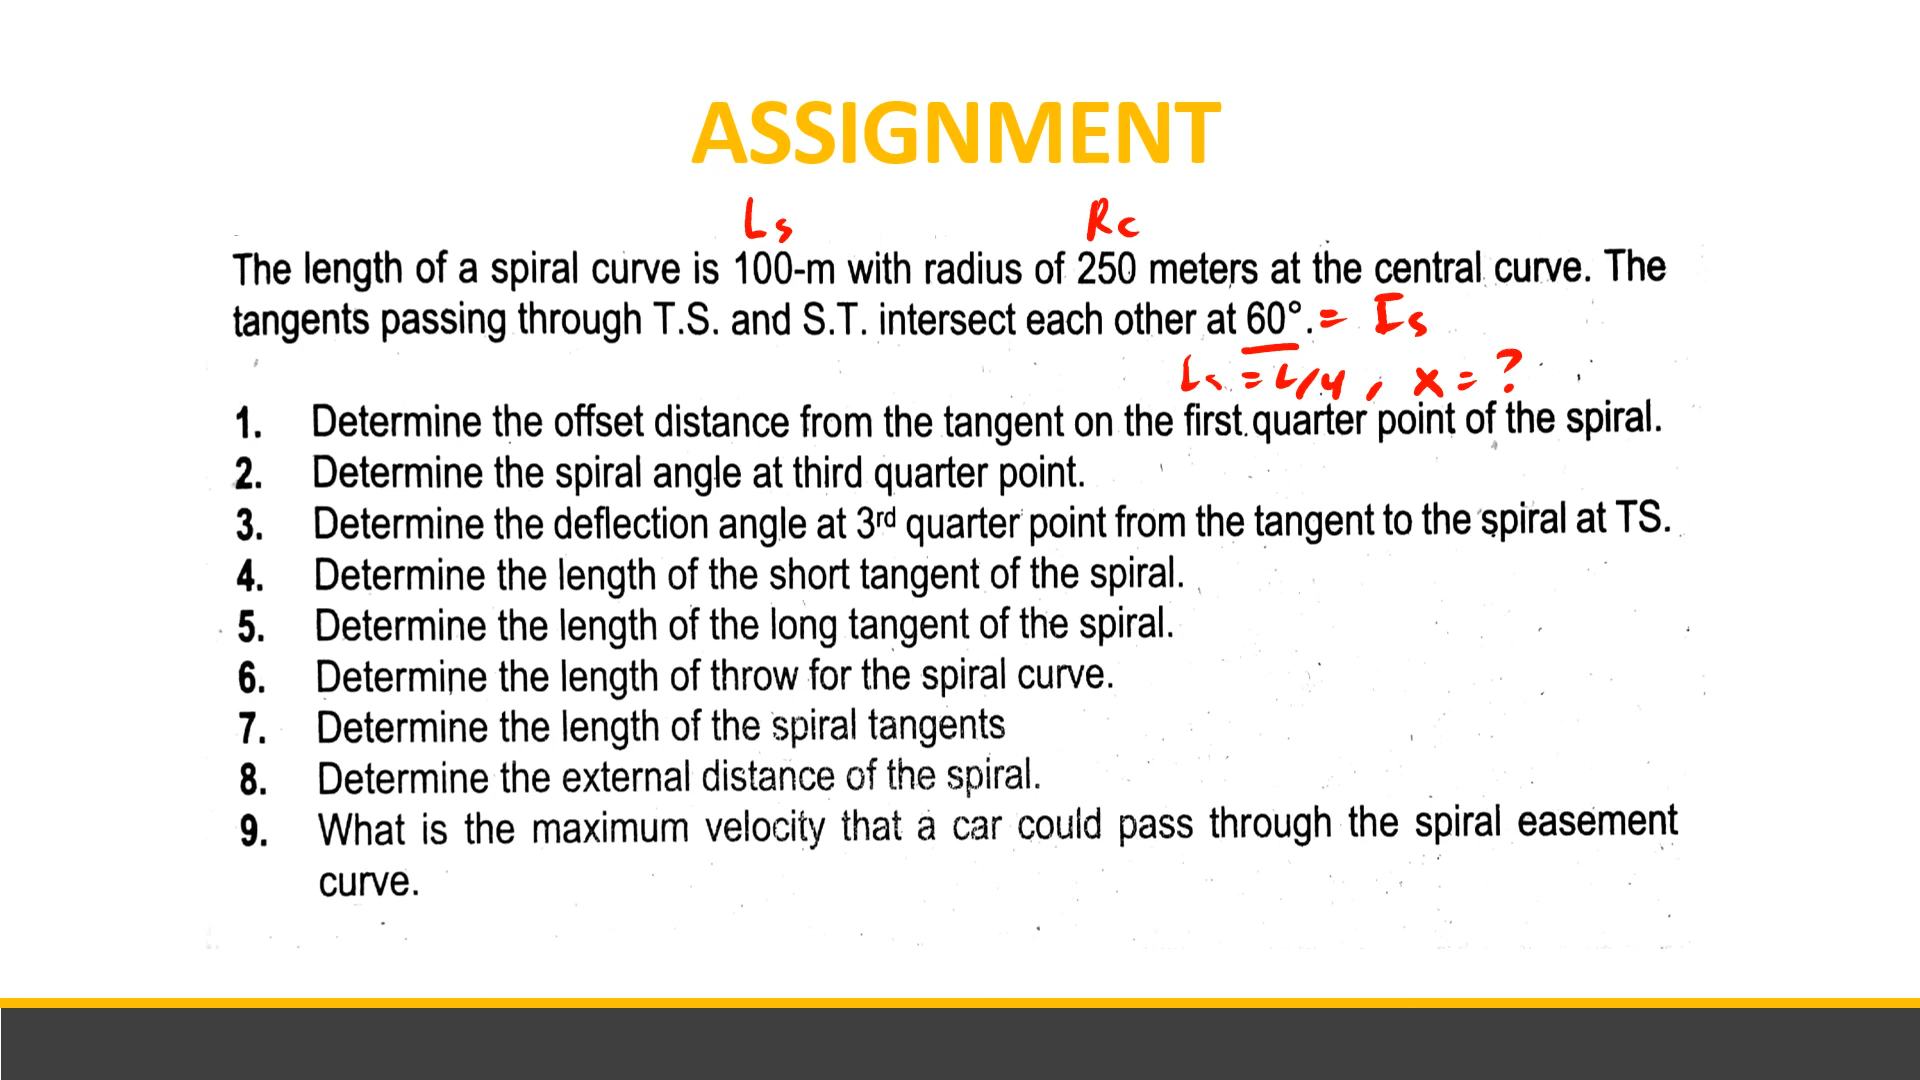 ASSIGNMENT
Ls Rc
The length of a spiral curve is 100-m with radius of 250 meters at the central curve. The
tangents passing through T.S. and S.T. intersect each other at 60°. = Is
Ls = L/4, x = ?
1. Determine the offset distance from the tangent on the first quarter point of the spiral.
2. Determine the spiral angle at third quarter point.
3. Determine the deflection angle at 3rd quarter point from the tangent to the spiral at TS.
4. Determine the length of the short tangent of the spiral.
5. Determine the length of the long tangent of the spiral.
6. Determine the length of throw for the spiral curve.
7. Determine the length of the spiral tangents
8. Determine the external distance of the spiral.
9. What is the maximum velocity that a car could pass through the spiral easement
curve.